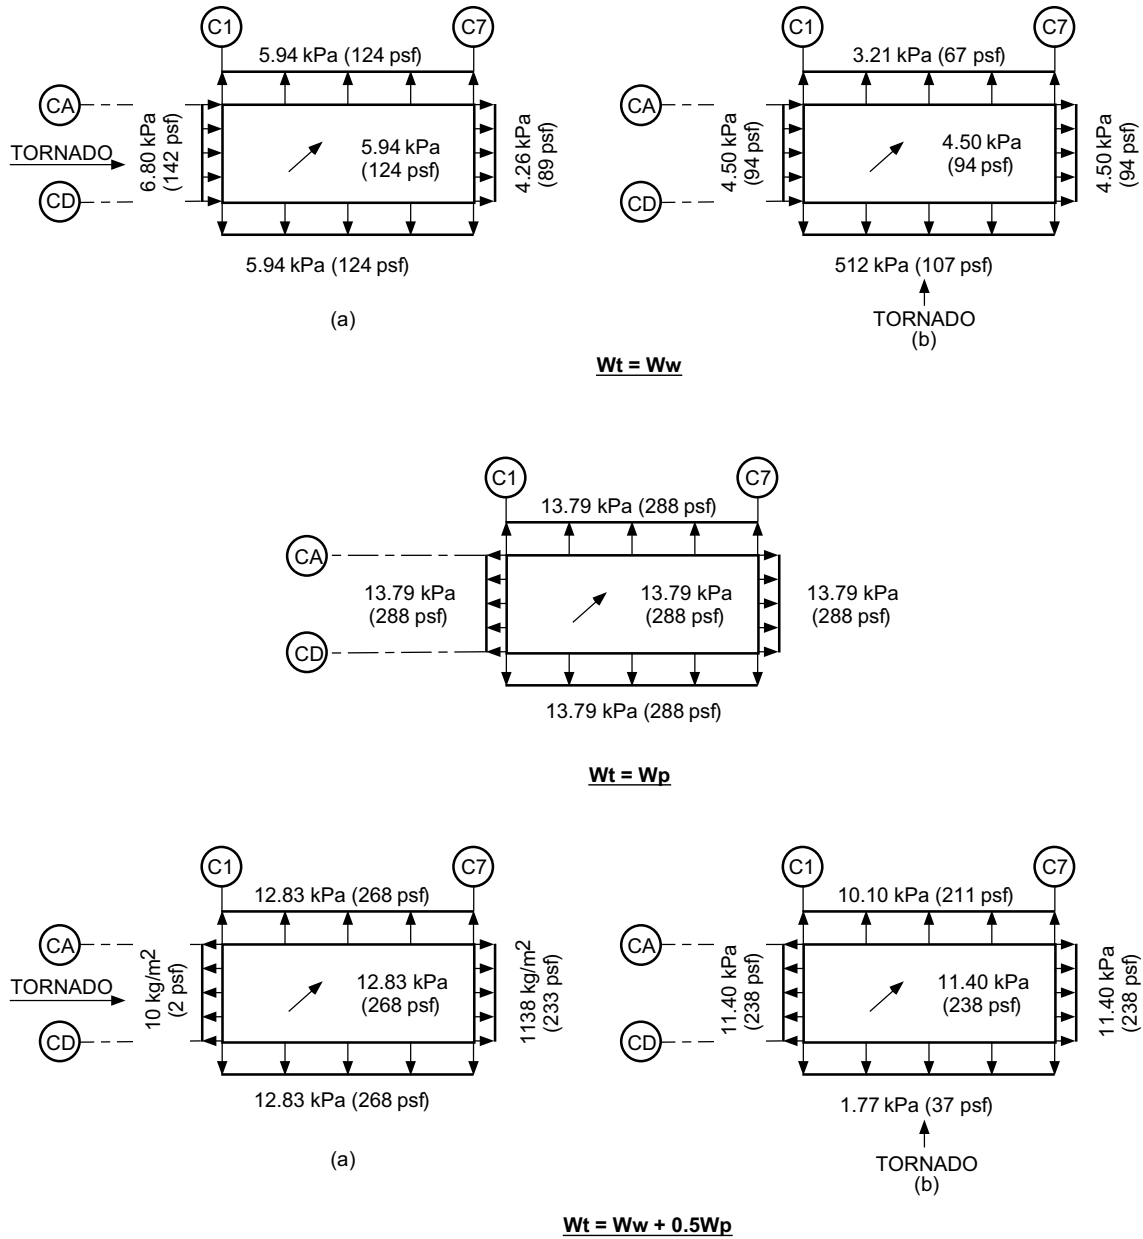 C1
C7
5.94 kPa (124 psf)
CA
TORNADO
CD
6.80 kPa
(142 psf)
5.94 kPa
(124 psf)
4.26 kPa
(89 psf)
5.94 kPa (124 psf)
(a)
C1
C7
3.21 kPa (67 psf)
CA
CD
4.50 kPa
(94 psf)
4.50 kPa
(94 psf)
4.50 kPa
(94 psf)
512 kPa (107 psf)
TORNADO
(b)
Wt = Ww
C1
C7
13.79 kPa (288 psf)
CA
CD
13.79 kPa
(288 psf)
13.79 kPa
(288 psf)
13.79 kPa
(288 psf)
13.79 kPa (288 psf)
Wt = Wp
C1
C7
12.83 kPa (268 psf)
CA
TORNADO
CD
10 kg/m2
(2 psf)
12.83 kPa
(268 psf)
1138 kg/m2
(233 psf)
12.83 kPa (268 psf)
(a)
C1
C7
10.10 kPa (211 psf)
CA
CD
11.40 kPa
(238 psf)
11.40 kPa
(238 psf)
11.40 kPa
(238 psf)
1.77 kPa (37 psf)
TORNADO
(b)
Wt = Ww + 0.5Wp